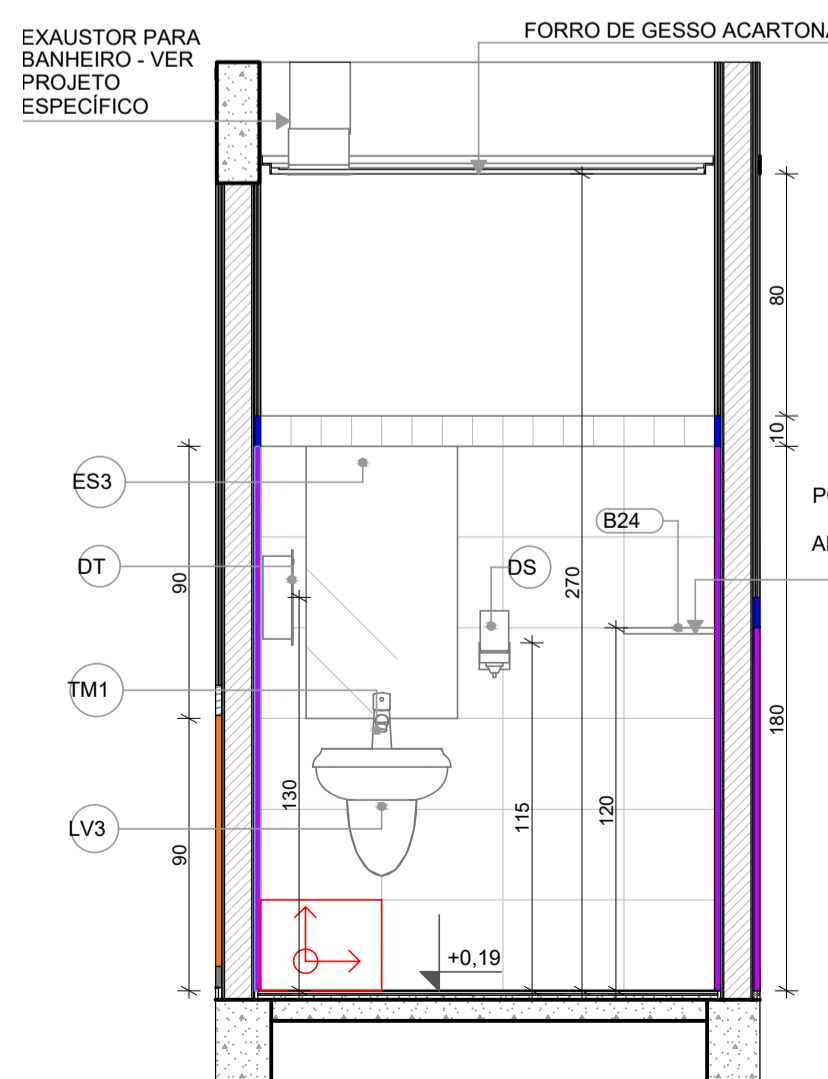 EXAUSTOR PARA
BANHEIRO - VER
PROJETO
ESPECÍFICO
FORRO DE GESSO ACARTONA
80
10
ES3
B24
DT
DS
90
270
TM1
180
130
115
120
LV3
90
+0,19